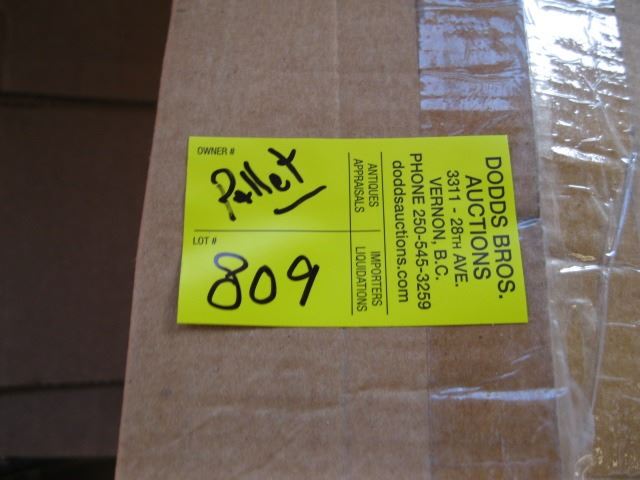 DODDS BROS.
AUCTIONS
3311 - 28TH AVE.
VERNON, B.C.
PHONE 250-545-3259
doddsauctions.com
ANTIQUES
APPRAISALS
IMPORTERS
LIQUIDATIONS
OWNER #
Pallet
LOT #
809